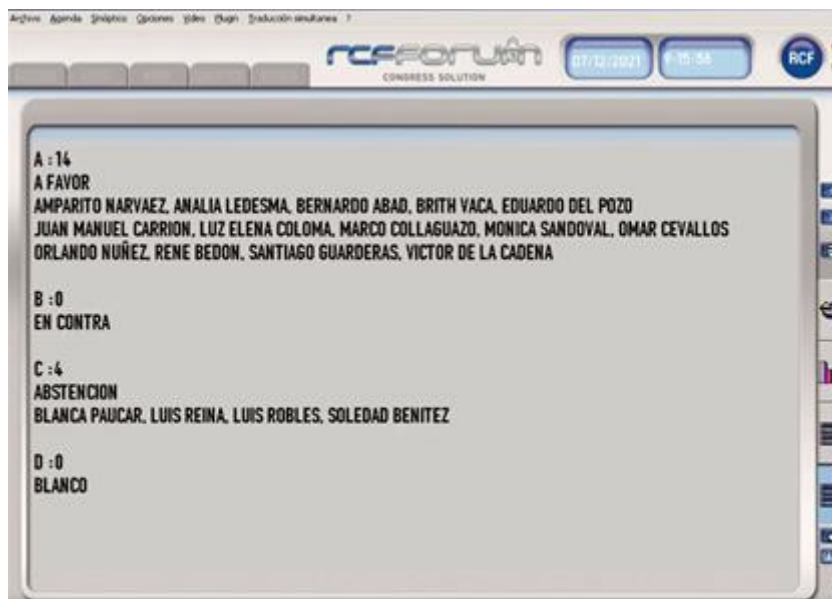 Archivo Agenda Sinóptico Opciones Video Plugin Traducción simultanea ?
RCF FORUM
CONGRESS SOLUTION
07/12/2021
RCF
A : 14
A FAVOR
AMPARITO NARVAEZ, ANALIA LEDESMA, BERNARDO ABAD, BRITH VACA, EDUARDO DEL POZO
JUAN MANUEL CARRION, LUZ ELENA COLOMA, MARCO COLLAGUAZO, MONICA SANDOVAL, OMAR CEVALLOS
ORLANDO NUÑEZ, RENE BEDON, SANTIAGO GUARDERAS, VICTOR DE LA CADENA
B :0
EN CONTRA
C :4
ABSTENCION
BLANCA PAUCAR, LUIS REINA, LUIS ROBLES, SOLEDAD BENITEZ
D :0
BLANCO